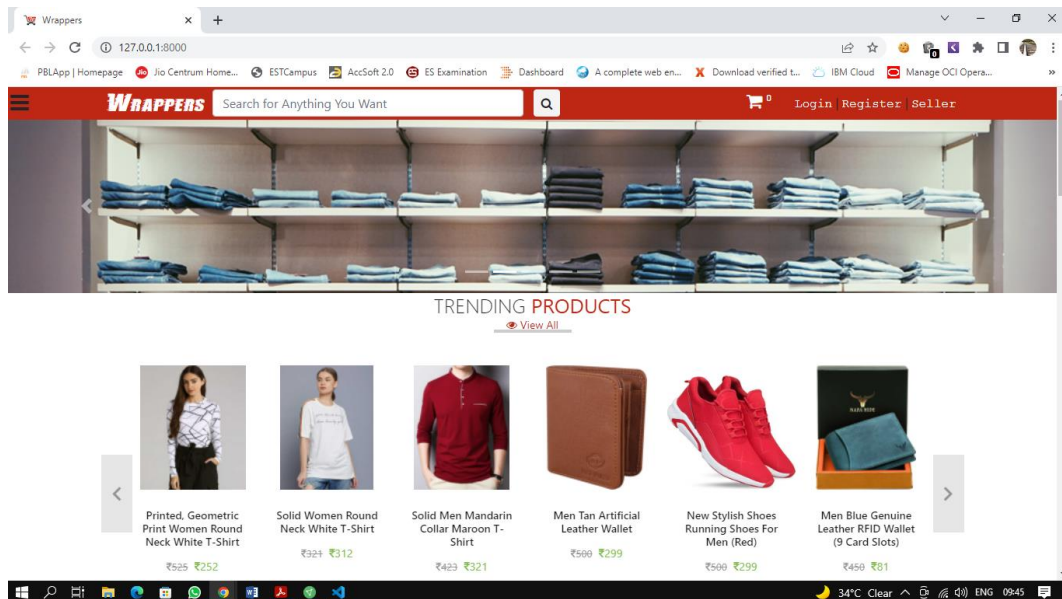 Wrappers
127.0.0.1:8000
PBLApp | Homepage Jio Centrum Home... ESTCampus AccSoft 2.0 ES Examination Dashboard A complete web en... Download verified t... IBM Cloud Manage OCI Opera... »
WRAPPERS Search for Anything You Want 0 Login | Register | Seller
TRENDING PRODUCTS
View All
Printed, Geometric
Print Women Round
Neck White T-Shirt
₹525 ₹252
Solid Women Round
Neck White T-Shirt
₹321 ₹312
Solid Men Mandarin
Collar Maroon T-
Shirt
₹423 ₹321
Men Tan Artificial
Leather Wallet
₹500 ₹299
New Stylish Shoes
Running Shoes For
Men (Red)
₹500 ₹299
Men Blue Genuine
Leather RFID Wallet
(9 Card Slots)
₹450 ₹81
34°C Clear ENG 09:45